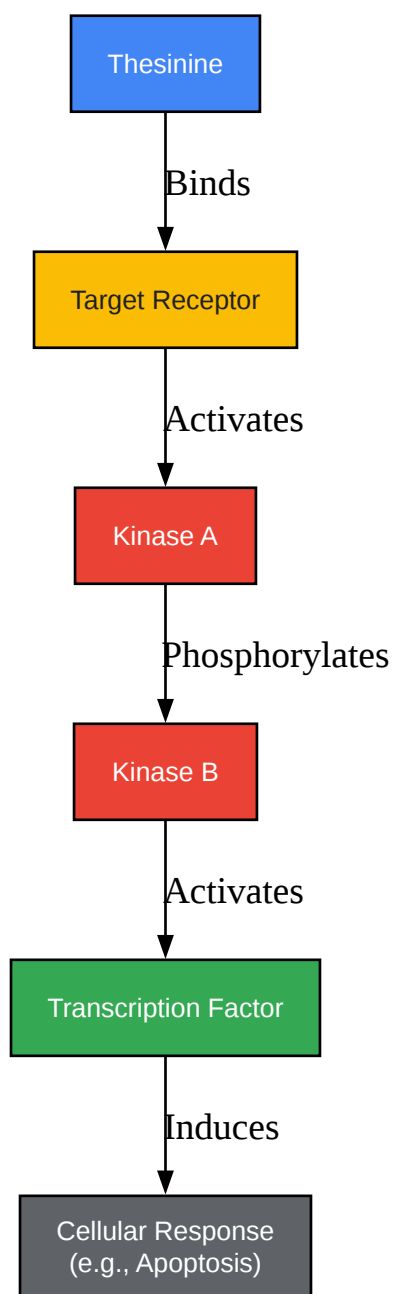 Thesinine
Binds
Target Receptor
Activates
Kinase A
Phosphorylates
Kinase B
Activates
Transcription Factor
Induces
Cellular Response
(e.g., Apoptosis)